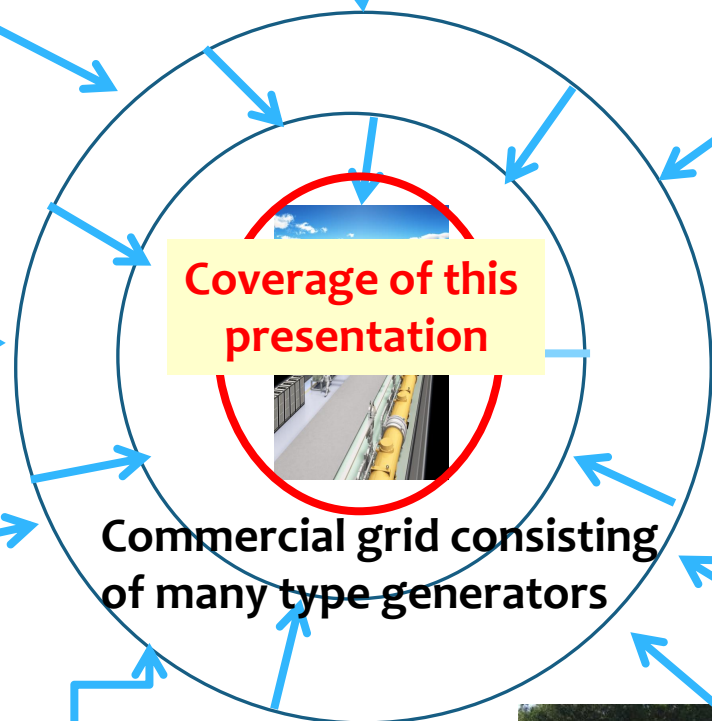 Coverage of this
presentation
Commercial grid consisting
of many type generators